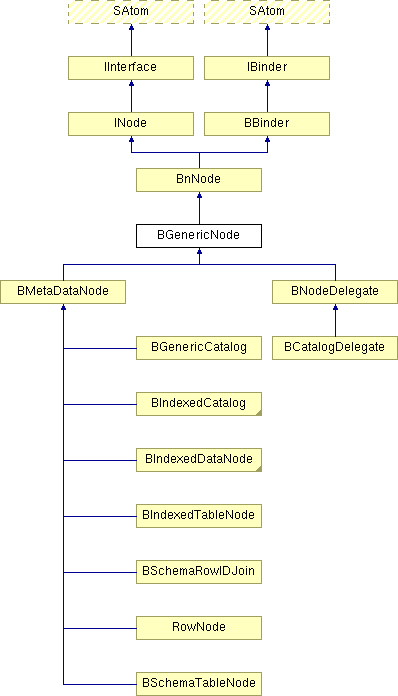 SAtom SAtom
IInterface IBinder
INode BBinder
BnNode
BGenericNode
BMetaDataNode BNodeDelegate
BGenericCatalog BCatalogDelegate
BIndexedCatalog
BIndexedDataNode
BIndexedTableNode
BSchemaRowIDJoin
RowNode
BSchemaTableNode